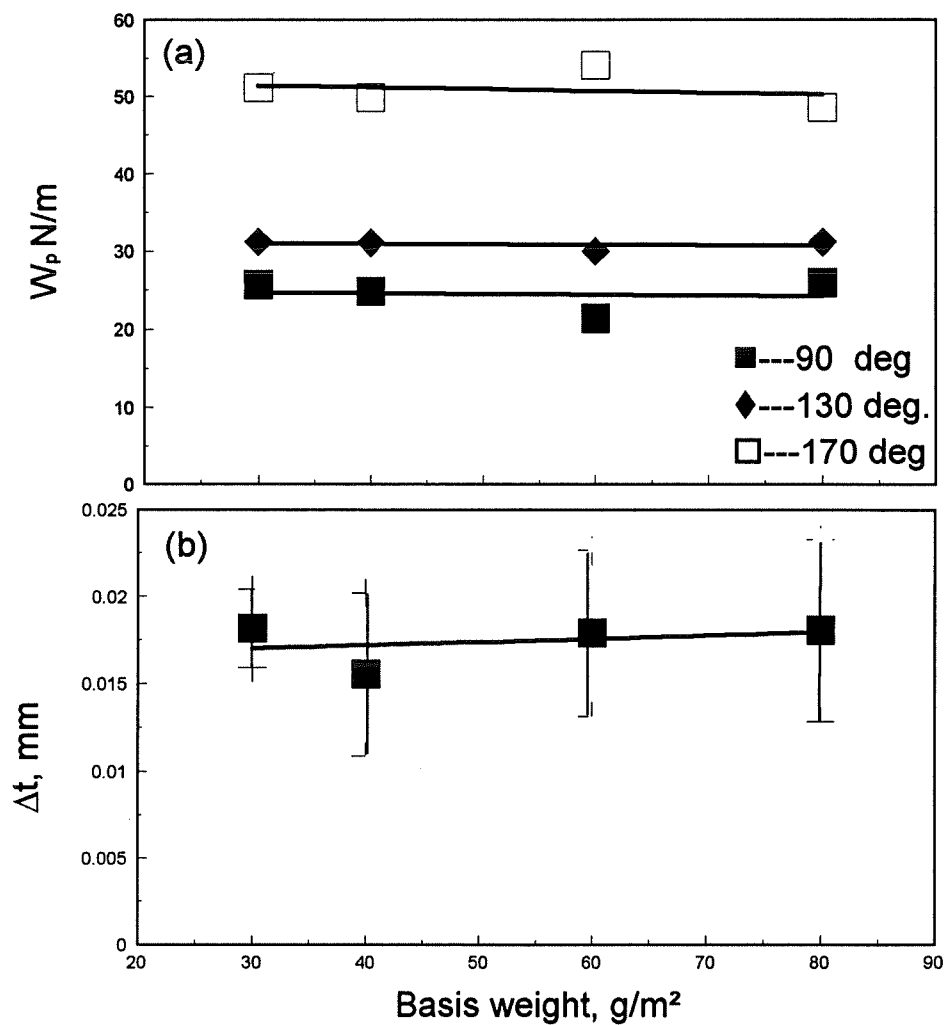 60
(a)
50
40
W_p N/m
30
20
■---90 deg
◆---130 deg.
10
□---170 deg
0
0.025
(b)
0.02
0.015
Δt, mm
0.01
0.005
0
20 30 40 50 60 70 80 90
Basis weight, g/m²